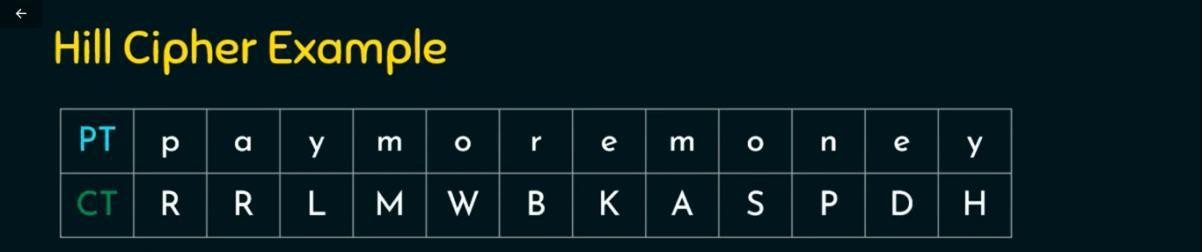 Hill Cipher Example
PT p a y m o r e m o n e y
CT R R L M W B K A S P D H